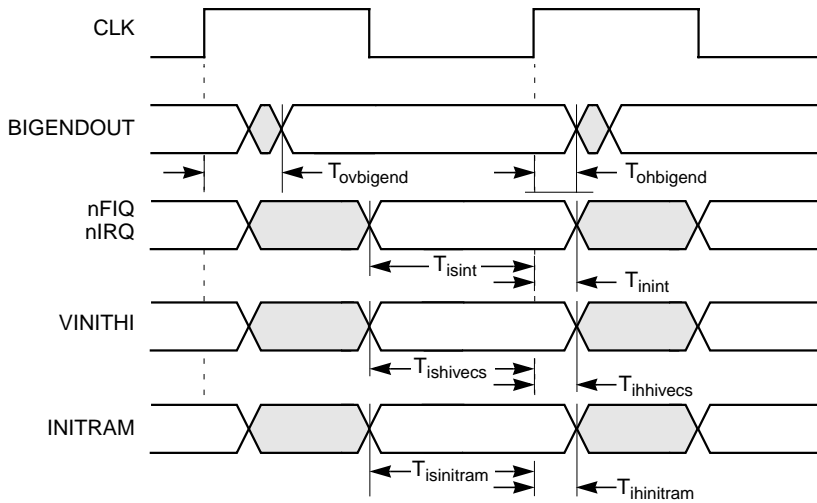 CLK
BIGENDOUT
Tovbigend
Tohbigend
nFIQ
nIRQ
Tisint
Tinint
VINITHI
Tishivecs
Tihhivecs
INITRAM
Tisinitram
Tihinitram